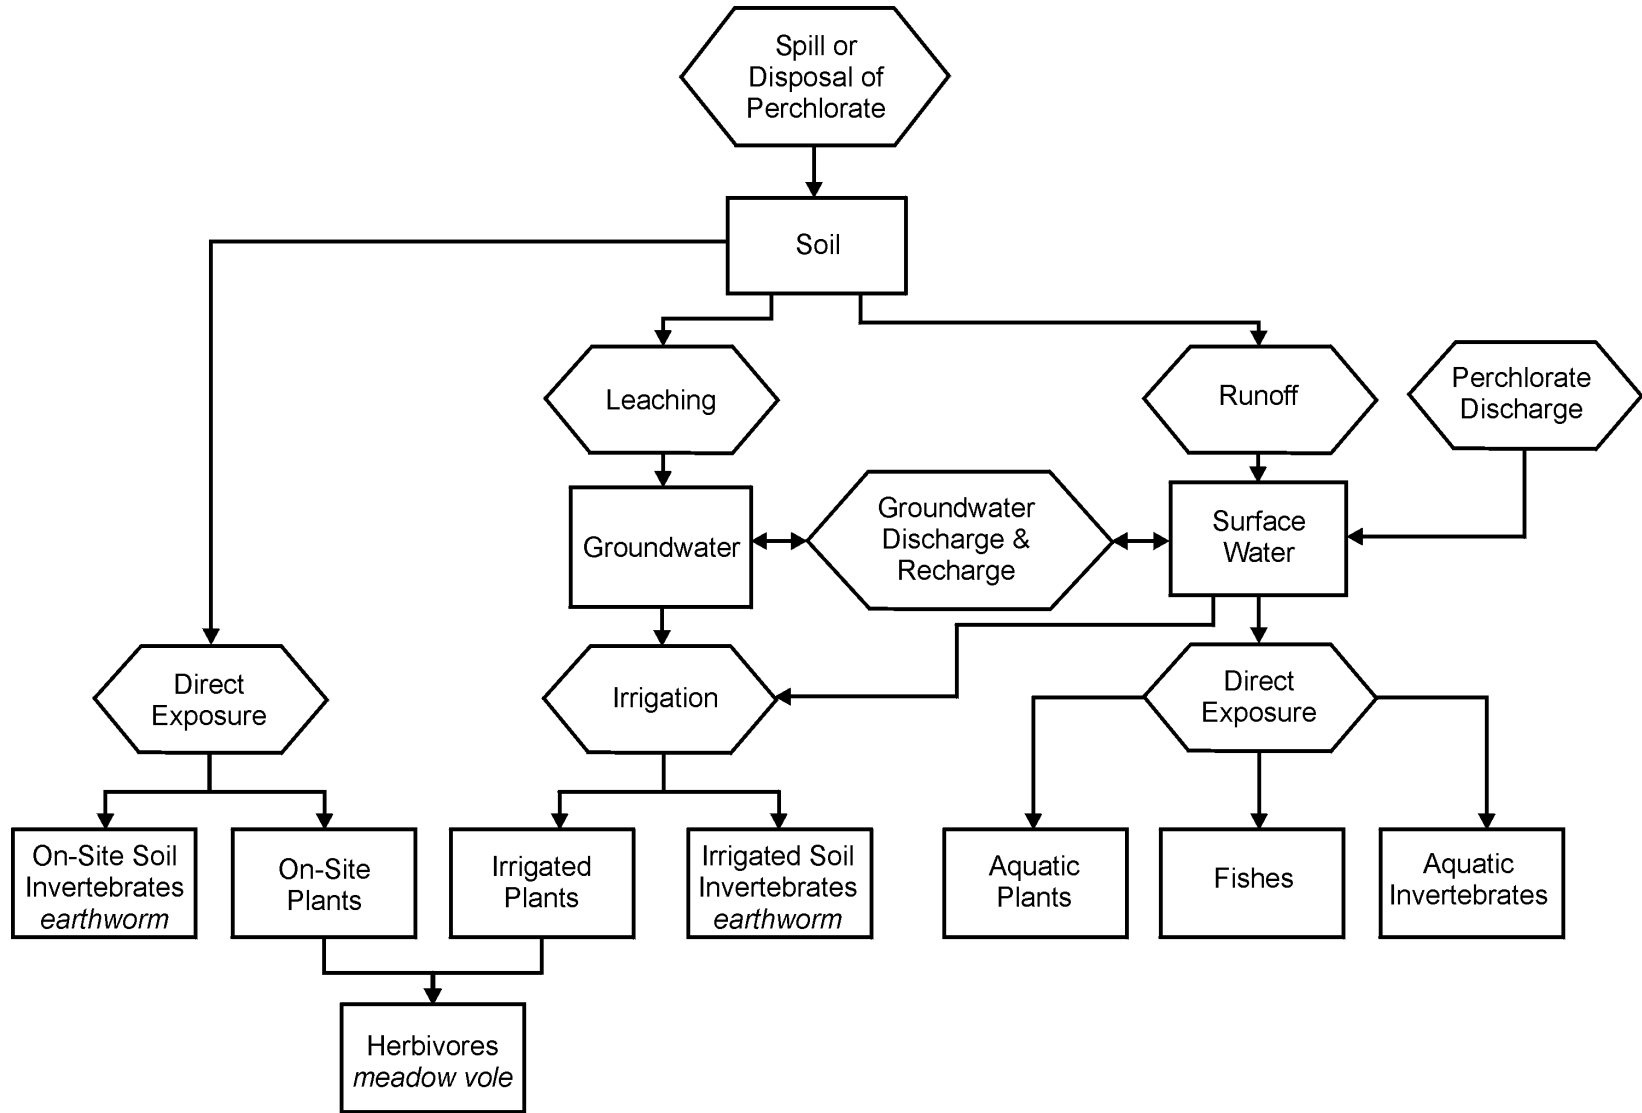 Spill or
Disposal of
Perchlorate
Soil
Leaching
Runoff
Perchlorate
Discharge
Groundwater
Groundwater
Discharge &
Recharge
Surface
Water
Direct
Exposure
Irrigation
Direct
Exposure
On-Site Soil
Invertebrates
earthworm
On-Site
Plants
Irrigated
Plants
Irrigated Soil
Invertebrates
earthworm
Aquatic
Plants
Fishes
Aquatic
Invertebrates
Herbivores
meadow vole